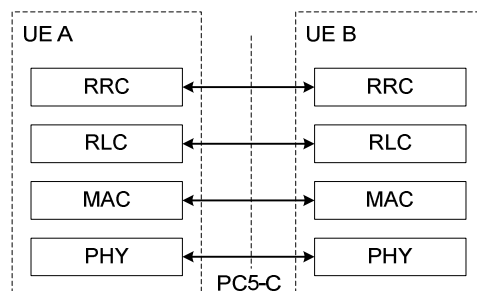 UE A UE B
RRC RRC
RLC RLC
MAC MAC
PHY PHY
PC5-C